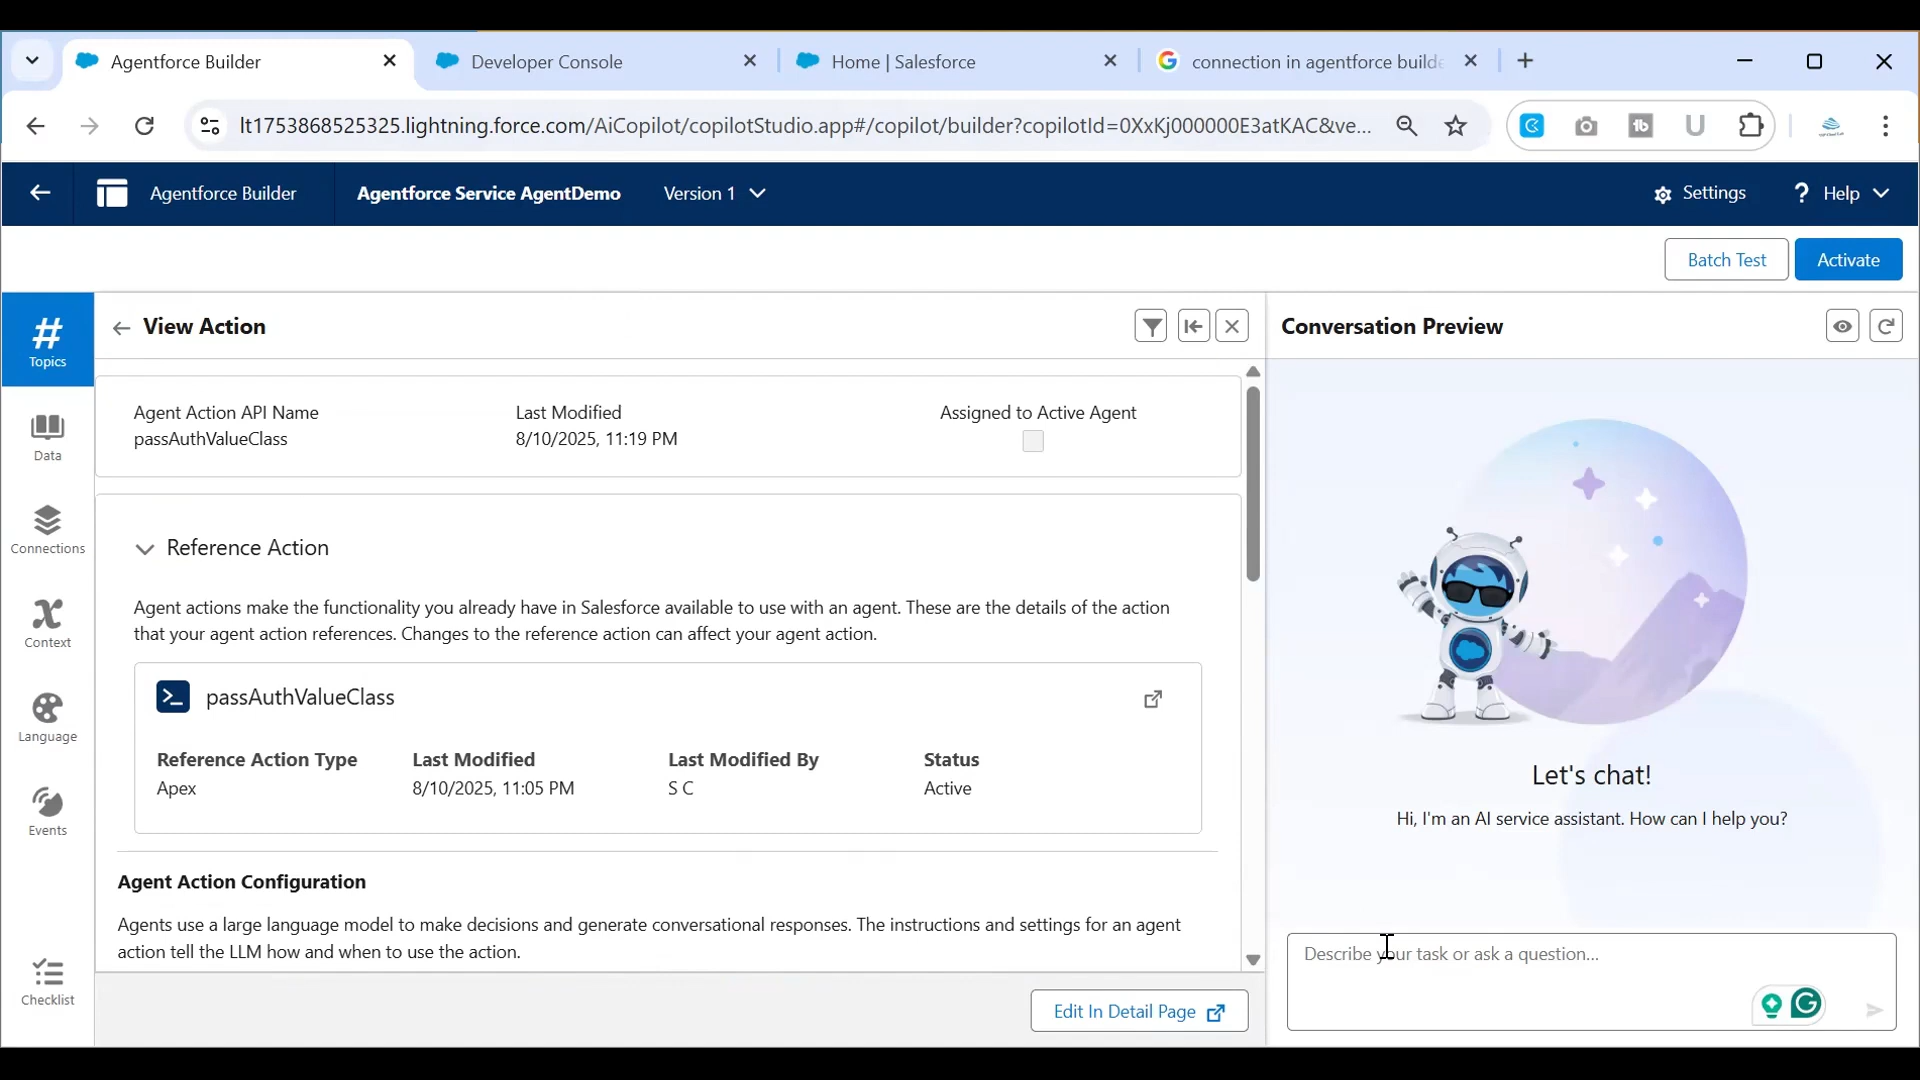 Agentforce Builder
Developer Console
Home | Salesforce
connection in agentforce builde
lt1753868525325.lightning.force.com/AiCopilot/copilotStudio.app#/copilot/builder?copilotId=0XxKj000000E3atKAC&ve...
Agentforce Builder
Agentforce Service AgentDemo
Version 1
Settings
? Help
Batch Test
Activate
Topics
Data
Connections
Context
Language
Events
Checklist
View Action
Agent Action API Name
passAuthValueClass
Last Modified
8/10/2025, 11:19 PM
Assigned to Active Agent
Reference Action
Agent actions make the functionality you already have in Salesforce available to use with an agent. These are the details of the action
that your agent action references. Changes to the reference action can affect your agent action.
passAuthValueClass
Reference Action Type
Apex
Last Modified
8/10/2025, 11:05 PM
Last Modified By
S C
Status
Active
Agent Action Configuration
Agents use a large language model to make decisions and generate conversational responses. The instructions and settings for an agent
action tell the LLM how and when to use the action.
Edit In Detail Page
Conversation Preview
Let's chat!
Hi, I'm an AI service assistant. How can I help you?
Describe your task or ask a question...